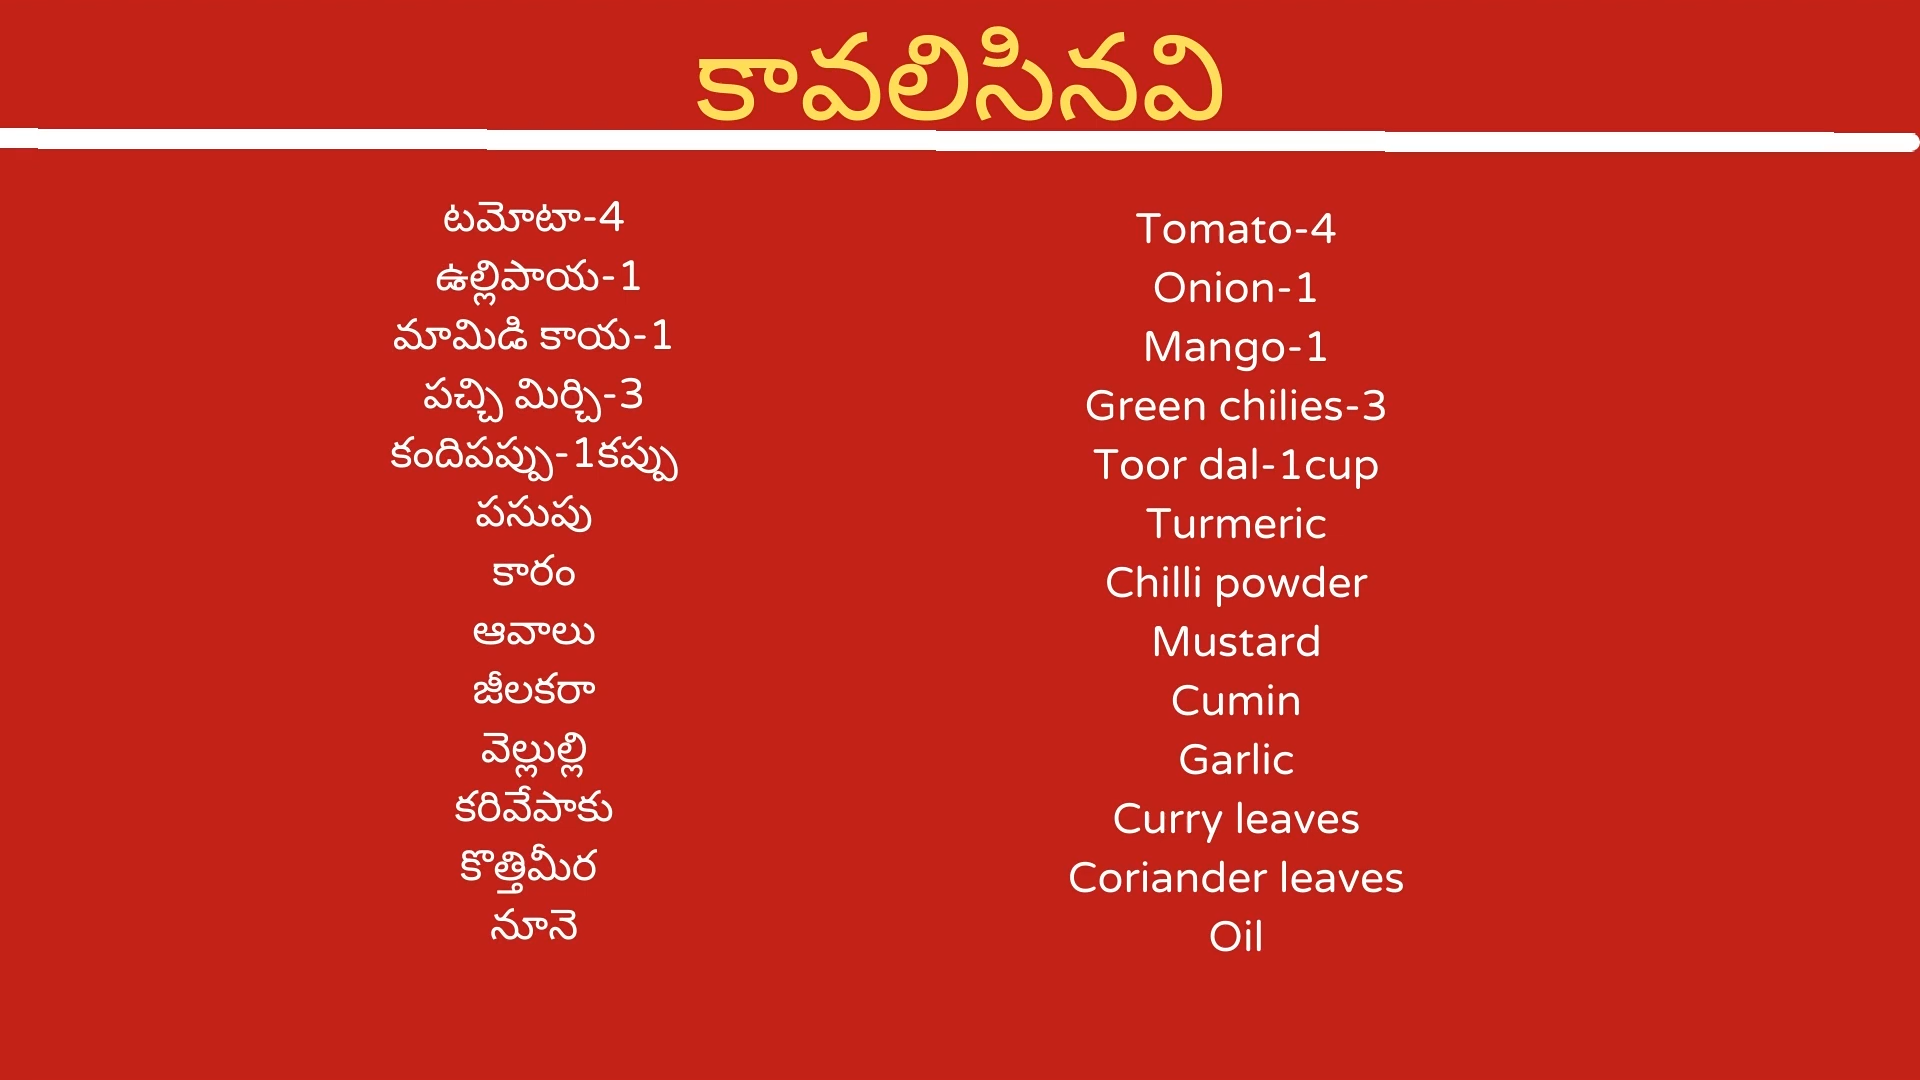 కావలిసినవి
టమోటా-4
ఉల్లిపాయ-1
మామిడి కాయ-1
పచ్చి మిర్చి-3
కందిపప్పు-1కప్పు
పసుపు
కారం
ఆవాలు
జీలకరా
వెల్లుల్లి
కరివేపాకు
కొత్తిమీర
నూనె
Tomato-4
Onion-1
Mango-1
Green chilies-3
Toor dal-1cup
Turmeric
Chilli powder
Mustard
Cumin
Garlic
Curry leaves
Coriander leaves
Oil